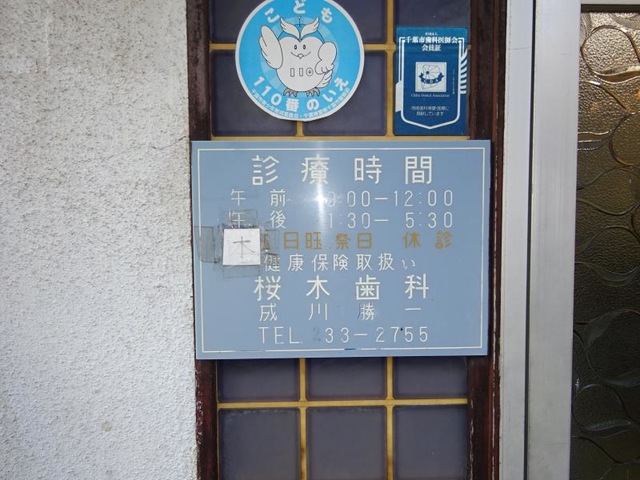 こども
110
110番のいえ
千葉市歯科医師会
会員証
診療時間
午前 9:00-12:00
午後 1:30-5:30
木 日曜 祭日 休診
健康保険取扱い
桜木歯科
成川勝一
TEL 233-2755